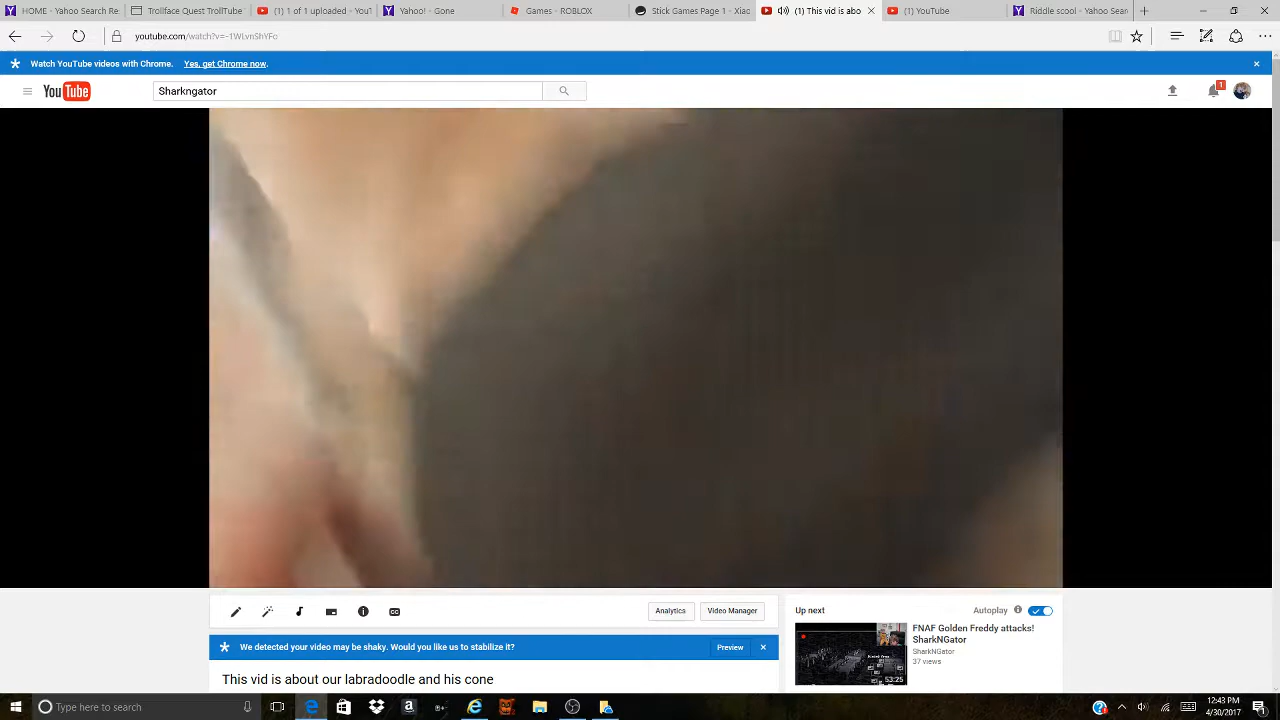 HOME - Yahoo Search Re
Trollface Quest TrollTube
(1) 1 of 1 uploaded - You
Yahoo! - Gone
Games - ROBLOX
Stick Games Page 1 - Xiac
(1) This vid is abo
(1) YouTube
Riddle scool - Yahoo Sear
youtube.com/watch?v=-1WLvnShYFc
Watch YouTube videos with Chrome. Yes, get Chrome now.
YouTube
Sharkngator
1
Analytics
Video Manager
Up next
Autoplay
FNAF Golden Freddy attacks!
SharkNGator
SharkNGator
37 views
53:25
We detected your video may be shaky. Would you like us to stabilize it?
Preview
This vid is about our labradoodle and his cone
Type here to search
12:43 PM
4/30/2017